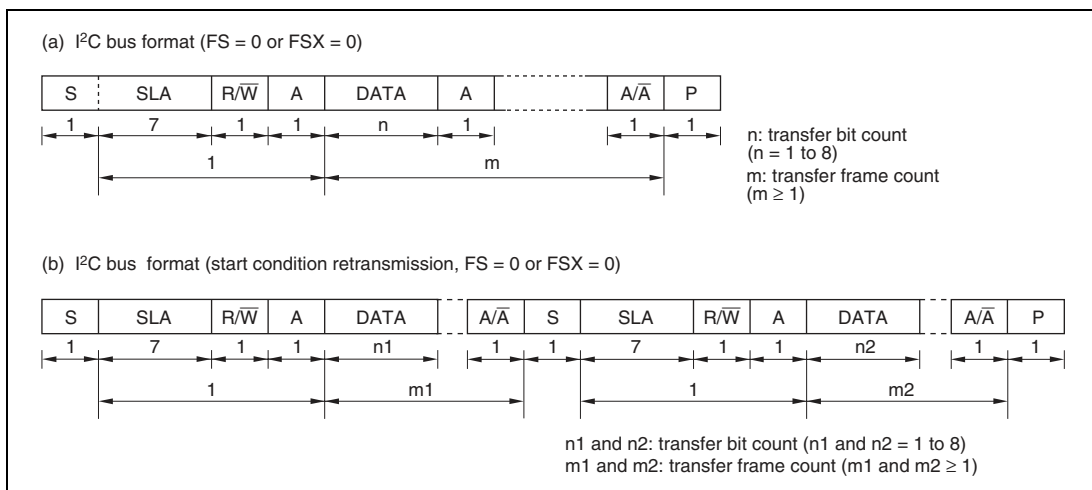 (a) I²C bus format (FS = 0 or FSX = 0)
S SLA R/W̅ A DATA A A/A̅ P
1 7 1 1 n 1 1 1
1 m
n: transfer bit count
(n = 1 to 8)
m: transfer frame count
(m ≥ 1)
(b) I²C bus format (start condition retransmission, FS = 0 or FSX = 0)
S SLA R/W̅ A DATA A/A̅ S SLA R/W̅ A DATA A/A̅ P
1 7 1 1 n1 1 1 7 1 1 n2 1 1
1 m1 1 m2
n1 and n2: transfer bit count (n1 and n2 = 1 to 8)
m1 and m2: transfer frame count (m1 and m2 ≥ 1)